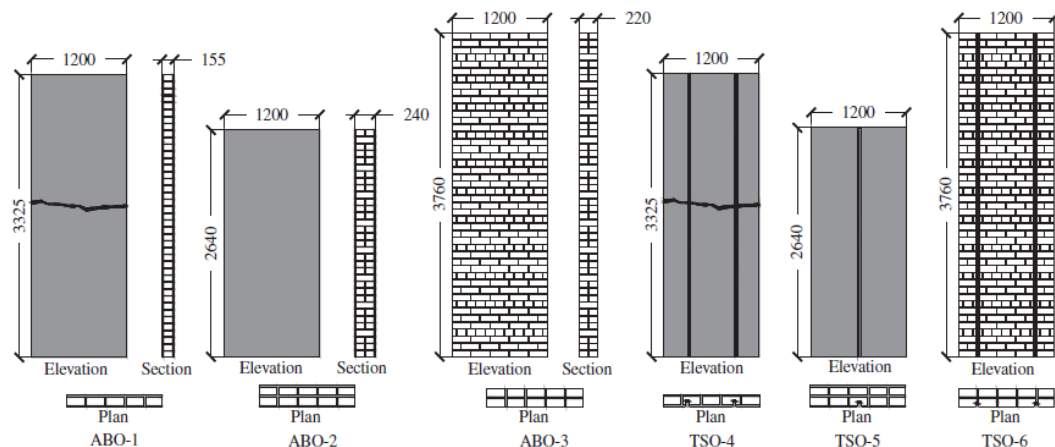 1200
155
3325
Elevation
Section
Plan
ABO-1
1200
240
2640
Elevation
Section
Plan
ABO-2
1200
220
3760
Elevation
Section
Plan
ABO-3
1200
3325
Elevation
Plan
TSO-4
1200
2640
Elevation
Plan
TSO-5
1200
3760
Elevation
Plan
TSO-6